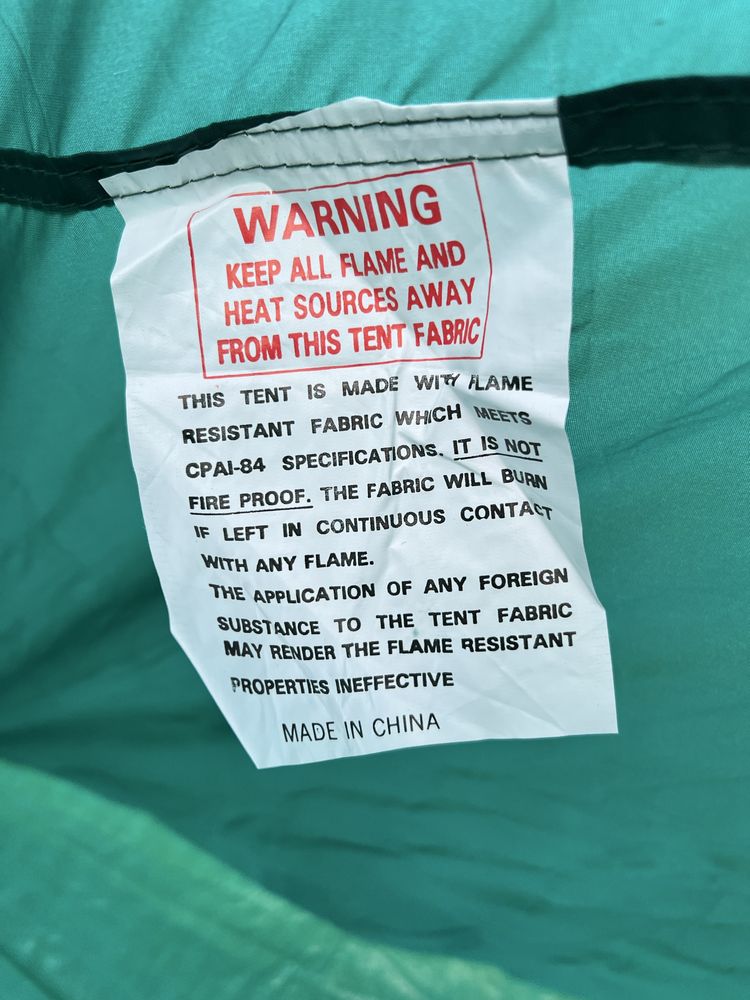 WARNING
KEEP ALL FLAME AND
HEAT SOURCES AWAY
FROM THIS TENT FABRIC
THIS TENT IS MADE WITH FLAME
RESISTANT FABRIC WHICH MEETS
CPAI-84 SPECIFICATIONS. IT IS NOT
FIRE PROOF. THE FABRIC WILL BURN
IF LEFT IN CONTINUOUS CONTACT
WITH ANY FLAME.
THE APPLICATION OF ANY FOREIGN
SUBSTANCE TO THE TENT FABRIC
MAY RENDER THE FLAME RESISTANT
PROPERTIES INEFFECTIVE
MADE IN CHINA